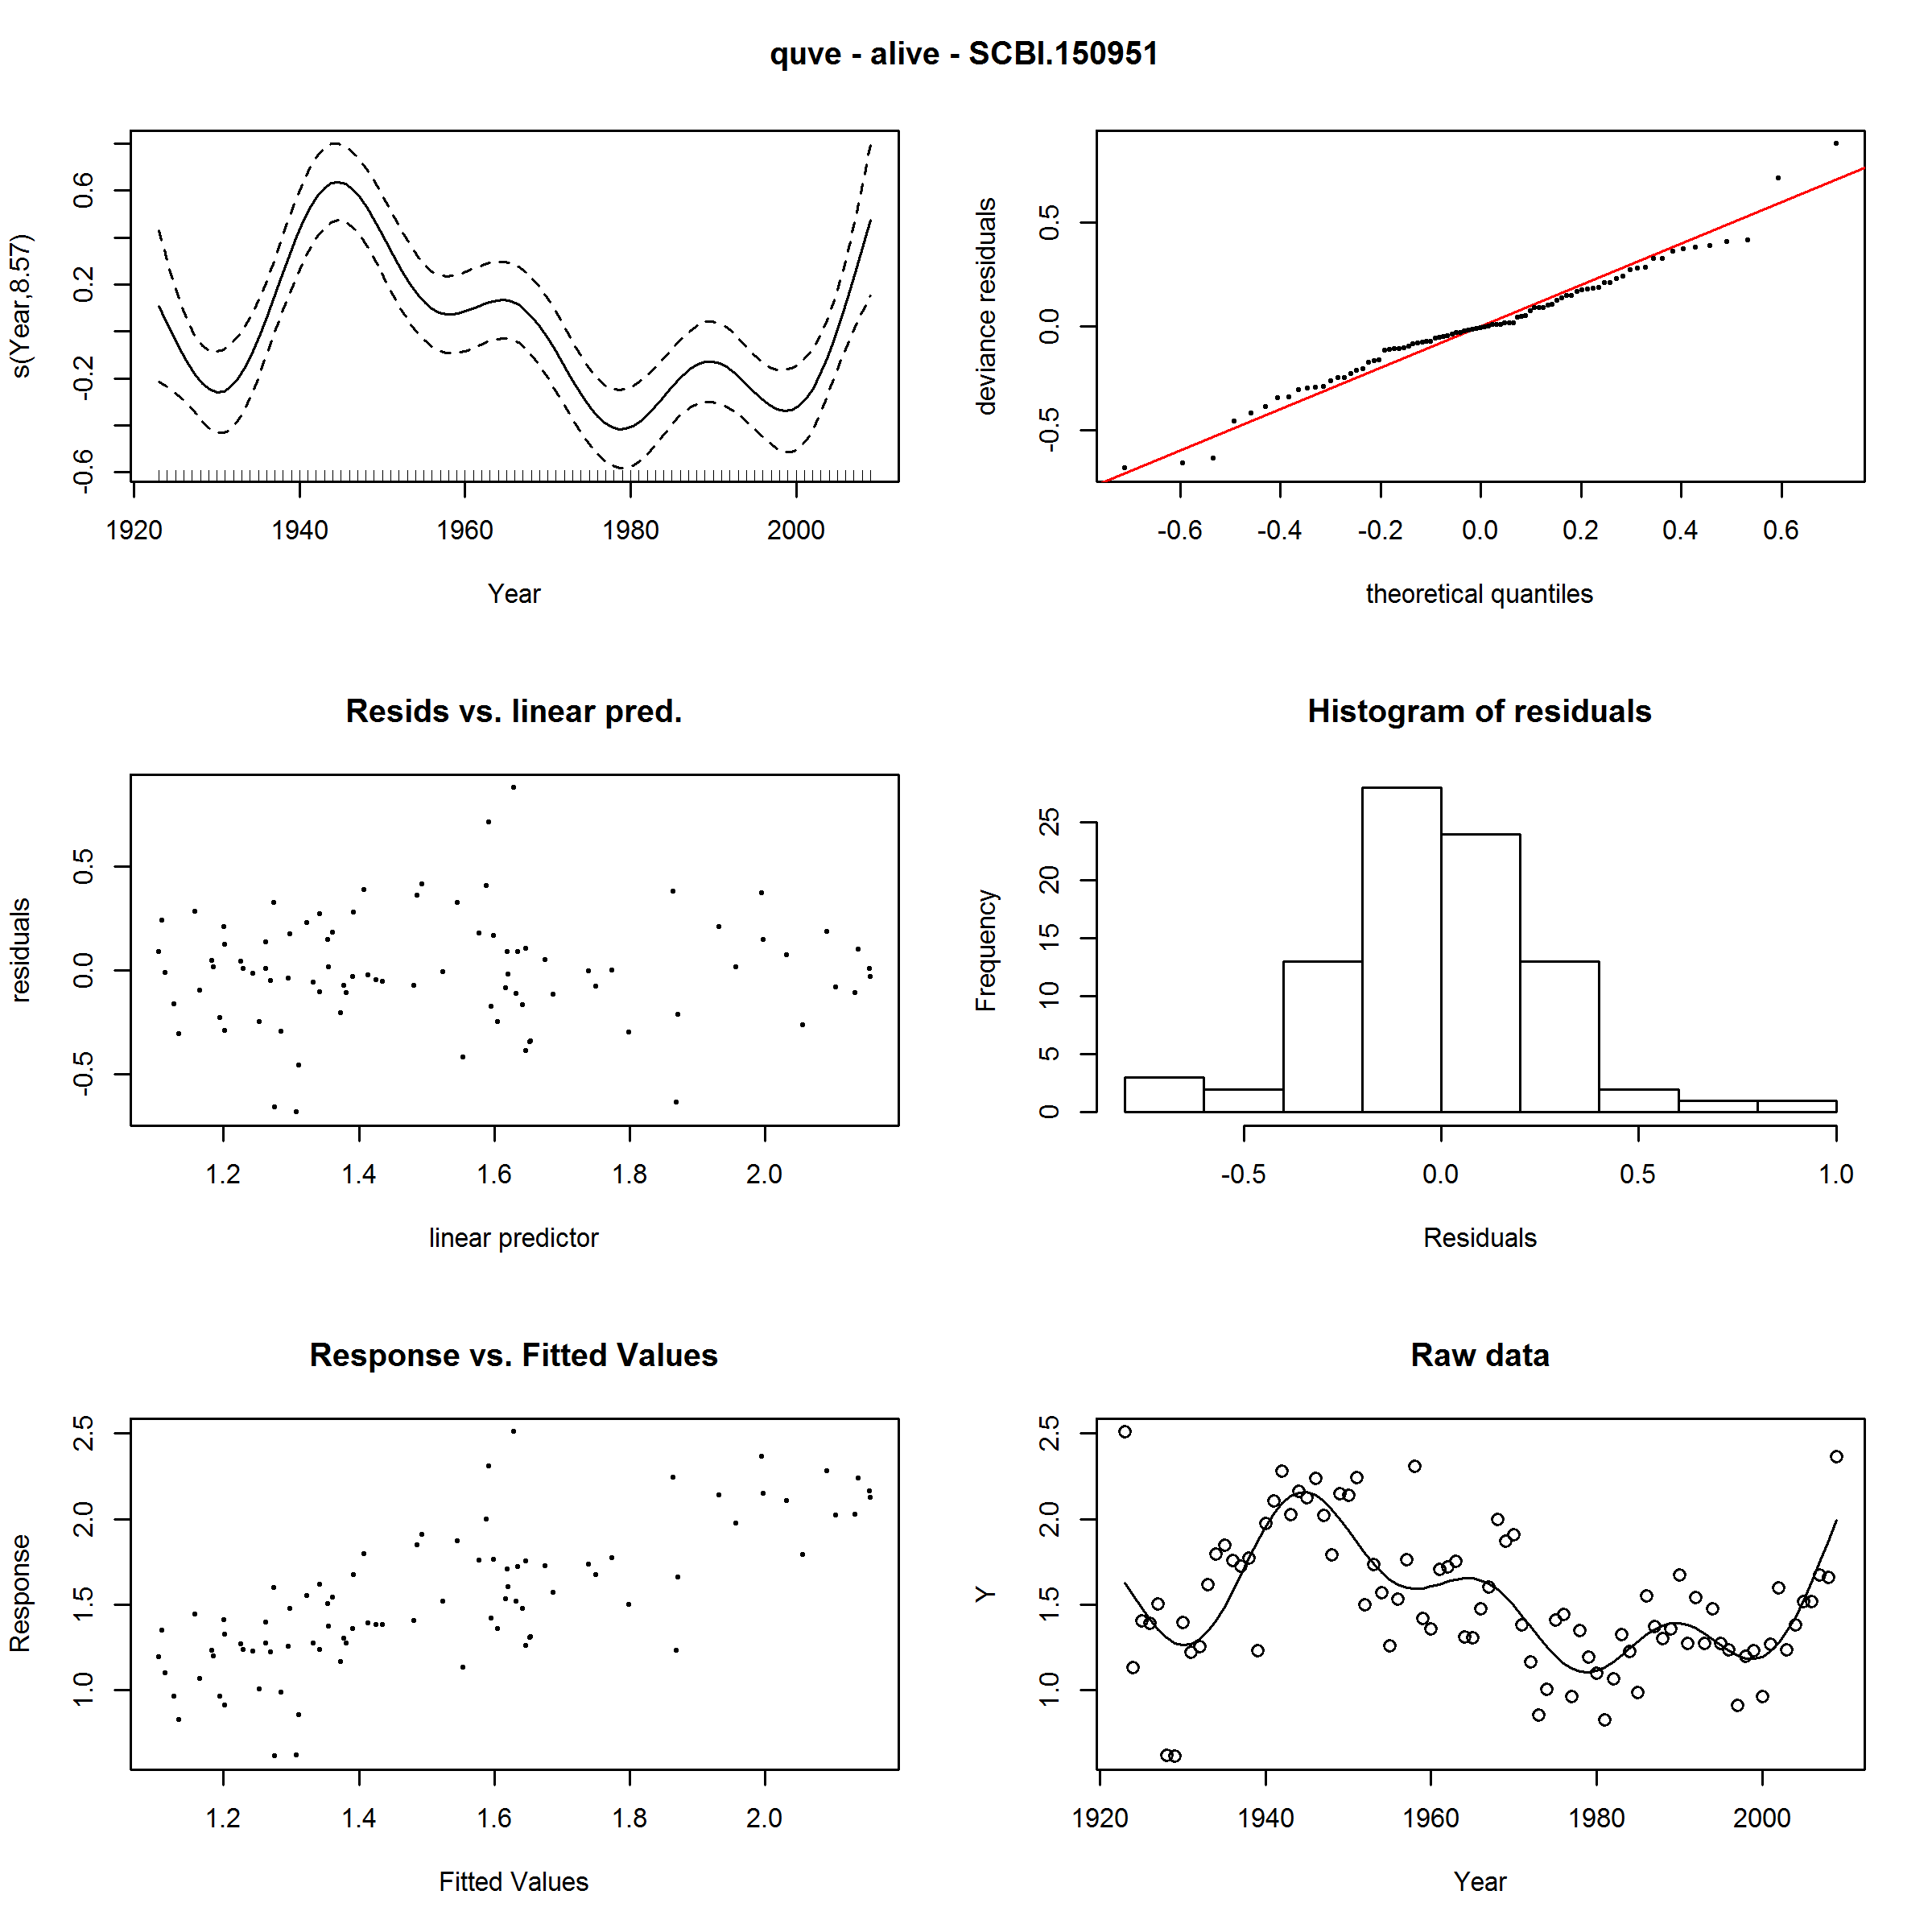 quve - alive - SCBI.150951
s(Year,8.57)
-0.6 -0.2 0.2 0.6
1920 1940 1960 1980 2000
Year
deviance residuals
-0.5 0.0 0.5
-0.6 -0.4 -0.2 0.0 0.2 0.4 0.6
theoretical quantiles
Resids vs. linear pred.
residuals
-0.5 0.0 0.5
1.2 1.4 1.6 1.8 2.0
linear predictor
Histogram of residuals
Frequency
0 5 10 15 20 25
-0.5 0.0 0.5 1.0
Residuals
Response vs. Fitted Values
Response
1.0 1.5 2.0 2.5
1.2 1.4 1.6 1.8 2.0
Fitted Values
Raw data
Y
1.0 1.5 2.0 2.5
1920 1940 1960 1980 2000
Year